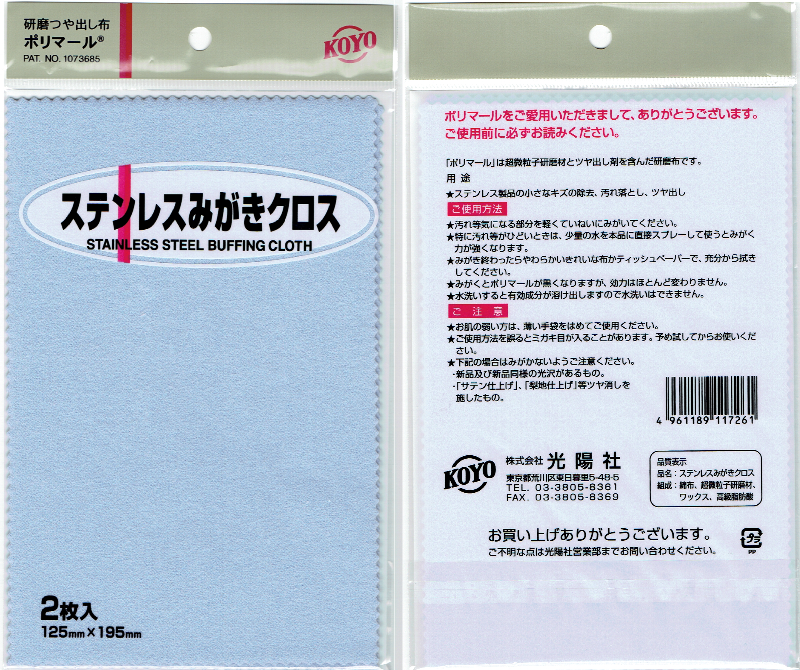 研磨つや出し布
ポリマール®
PAT. NO. 1073685
KOYO
ステンレスみがきクロス
STAINLESS STEEL BUFFING CLOTH
2枚入
125mm×195mm
ポリマールをご愛用いただきまして、ありがとうございます。
ご使用前に必ずお読みください。
「ポリマール」は超微粒子研磨材とツヤ出し剤を含んだ研磨布です。
用 途
★ステンレス製品の小さなキズの除去、汚れ落とし、ツヤ出し
ご使用方法
★汚れ等気になる部分を軽くていねいにみがいてください。
★特に汚れ等がひどいときは、少量の水を本品に直接スプレーして使うとみがく
力が強くなります。
★みがき終わったらやわらかいきれいな布かティッシュペーパーで、充分から拭き
してください。
★みがくとポリマールが黒くなりますが、効力はほとんど変わりません。
★水洗いすると有効成分が溶け出しますので水洗いはできません。
ご 注 意
★お肌の弱い方は、薄い手袋をはめてご使用ください。
★ご使用方法を誤るとミガキ目が入ることがあります。予め試してからお使いくだ
さい。
★下記の場合はみがかないようご注意ください。
・新品及び新品同様の光沢があるもの。
・「サテン仕上げ」、「梨地仕上げ」等ツヤ消しを
施したもの。
4 961189 117261
KOYO
株式会社 光陽社
東京都荒川区東日暮里5-48-5
TEL. 03-3805-8361
FAX. 03-3805-8369
品質表示
品名：ステンレスみがきクロス
組成：綿布、超微粒子研磨材、
ワックス、高級脂肪酸
お買い上げありがとうございます。
ご不明な点は光陽社営業部までお問い合わせください。
プラ
PP